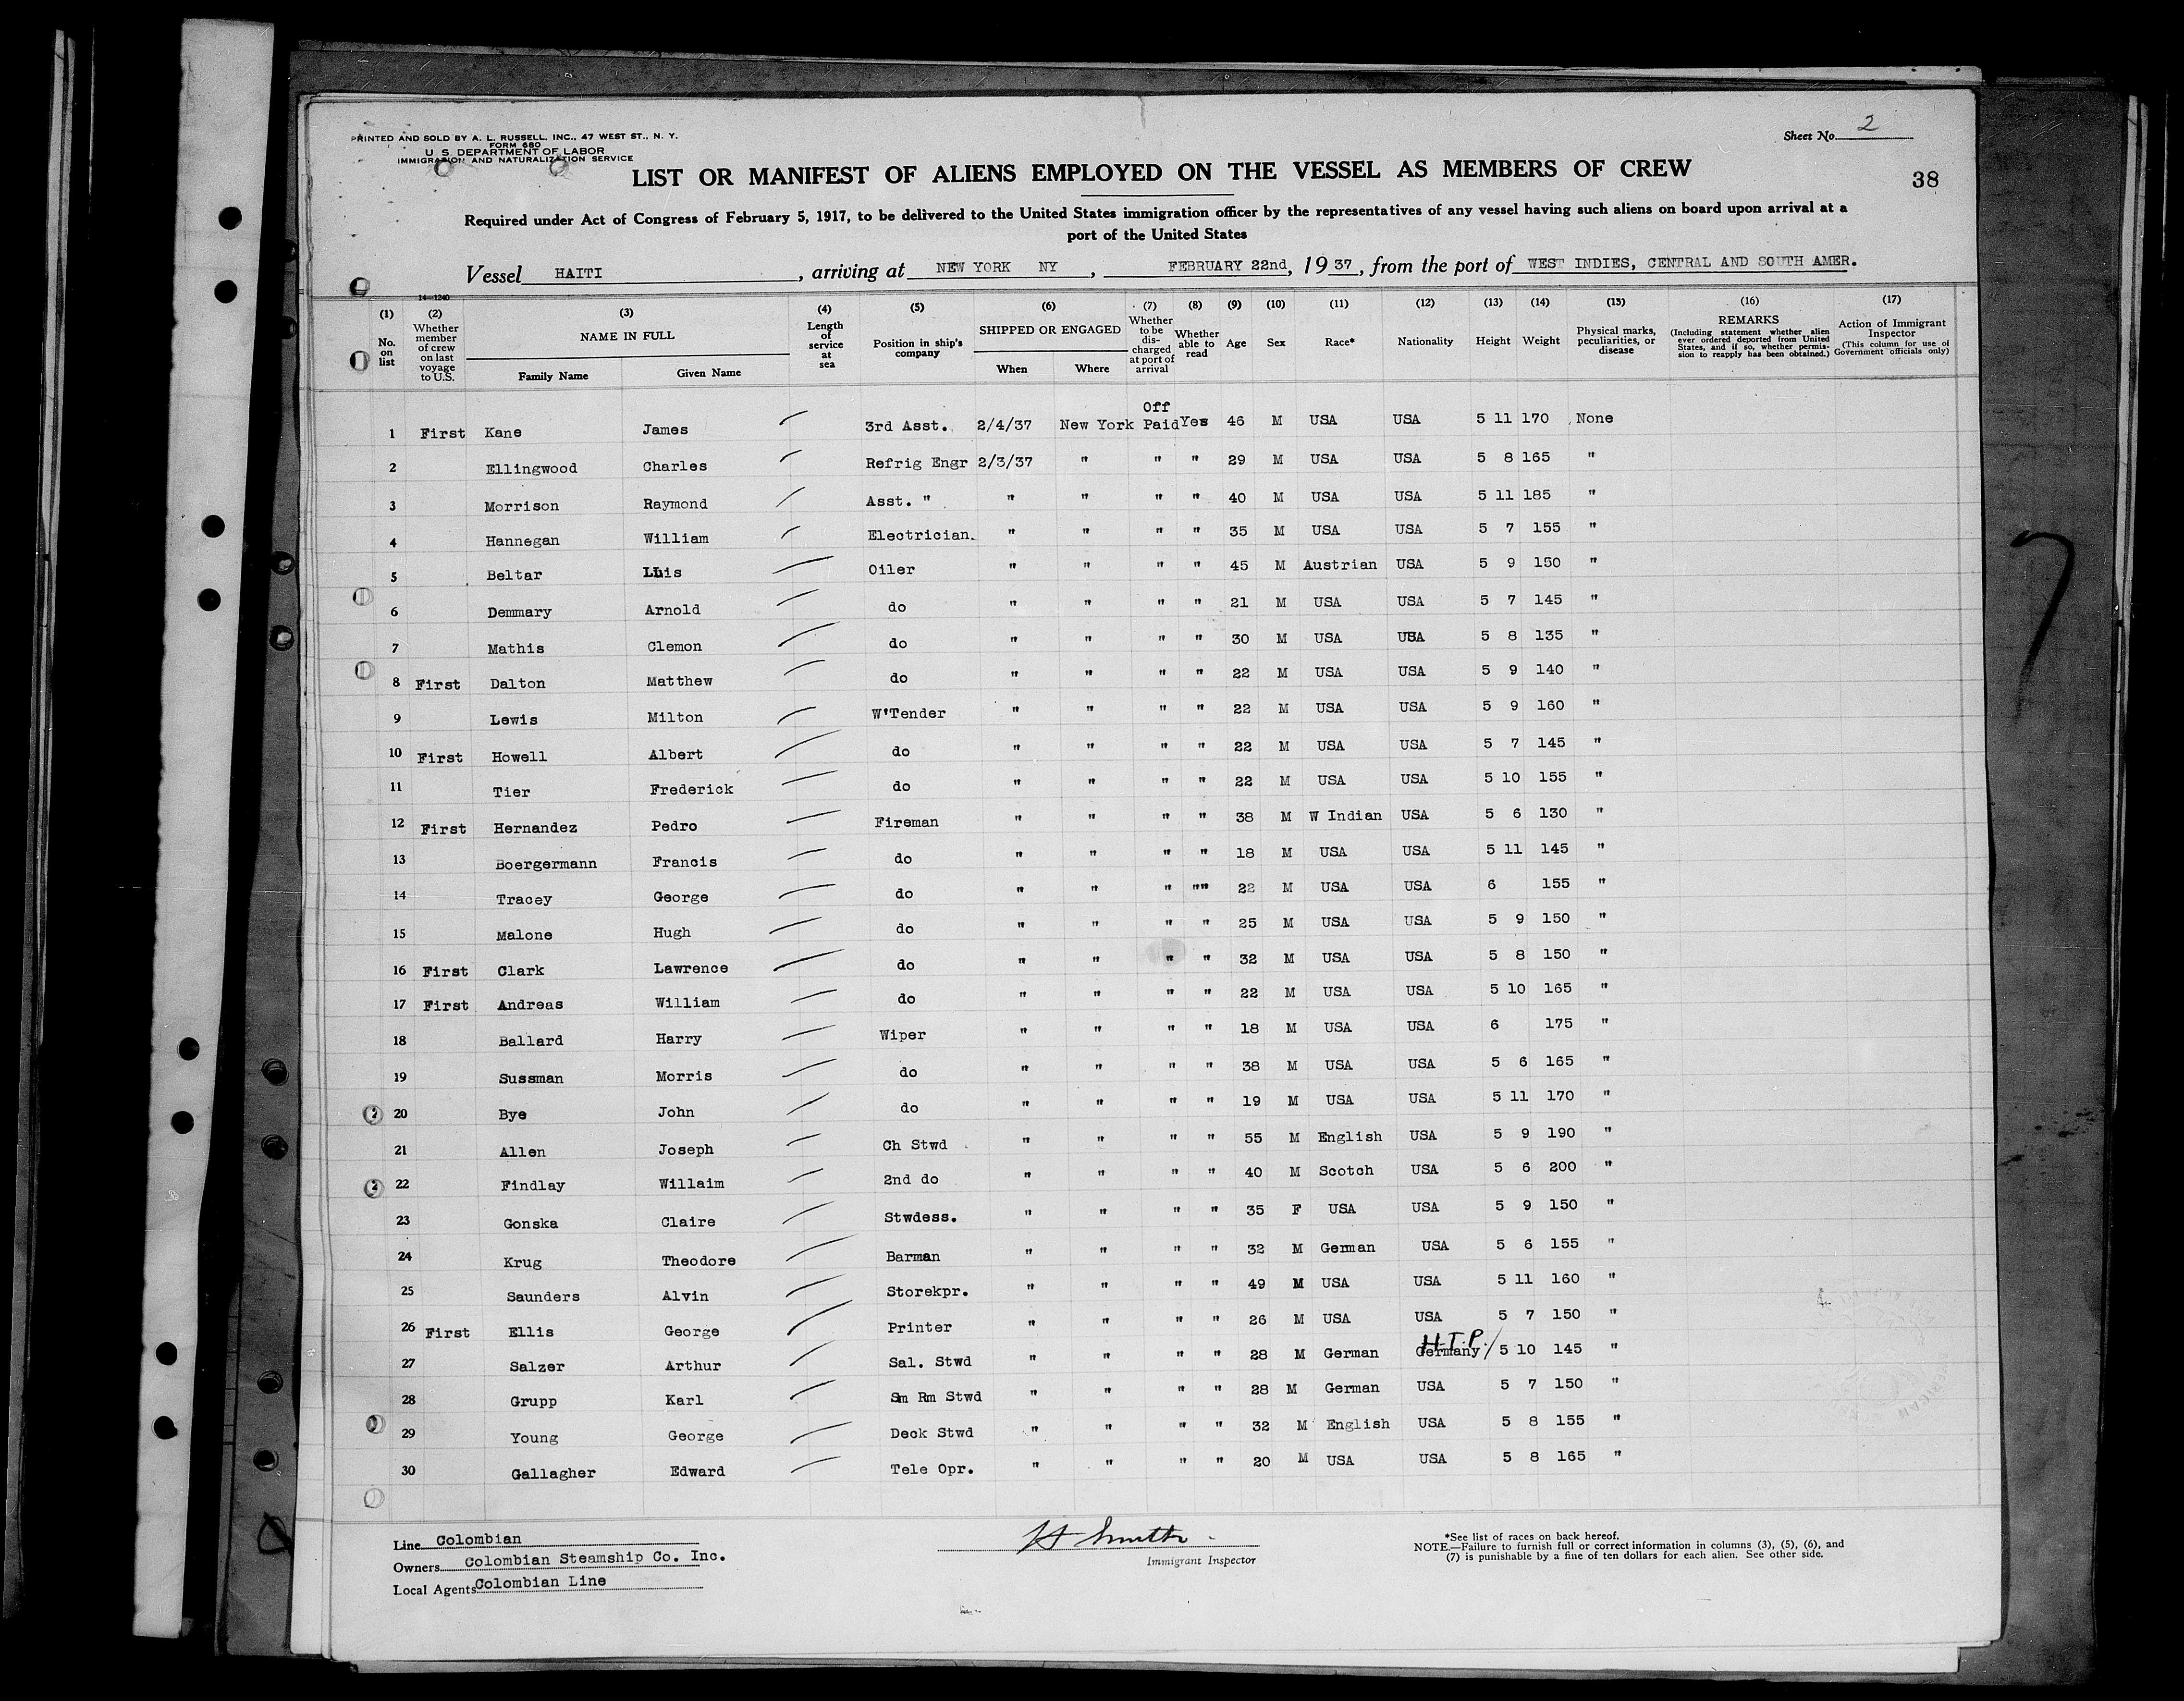 PRINTED AND SOLD BY A. L. RUSSELL, INC., 47 WEST ST., N. Y.
FORM 680
U. S. DEPARTMENT OF LABOR
IMMIGRATION AND NATURALIZATION SERVICE
Sheet No. 2
LIST OR MANIFEST OF ALIENS EMPLOYED ON THE VESSEL AS MEMBERS OF CREW
38
Required under Act of Congress of February 5, 1917, to be delivered to the United States immigration officer by the representatives of any vessel having such aliens on board upon arrival at a
port of the United States
Vessel HAITI, arriving at NEW YORK NY, FEBRUARY 22nd, 1937, from the port of WEST INDIES, CENTRAL AND SOUTH AMER.
14-1240
(1) No. on list
(2) Whether member of crew on last voyage to U.S.
(3) NAME IN FULL Family Name Given Name
(4) Length of service at sea
(5) Position in ship's company
(6) SHIPPED OR ENGAGED When Where
(7) Whether to be discharged at port of arrival
(8) Whether able to read
(9) Age
(10) Sex
(11) Race*
(12) Nationality
(13) Height
(14) Weight
(15) Physical marks, peculiarities, or disease
(16) REMARKS (Including statement whether alien ever ordered deported from United States, and if so, whether permission to reapply has been obtained.)
(17) Action of Immigrant Inspector (This column for use of Government officials only)
1 First Kane James 3rd Asst. 2/4/37 New York Off Paid Yes 46 M USA USA 5 11 170 None
2 Ellingwood Charles Refrig Engr 2/3/37 " " " 29 M USA USA 5 8 165 "
3 Morrison Raymond Asst. " " " " " 40 M USA USA 5 11 185 "
4 Hannegan William Electrician. " " " " 35 M USA USA 5 7 155 "
5 Beltar LLis Oiler " " " " 45 M Austrian USA 5 9 150 "
6 Demmary Arnold do " " " " 21 M USA USA 5 7 145 "
7 Mathis Clemon do " " " " 30 M USA UBA 5 8 135 "
8 First Dalton Matthew do " " " " 22 M USA USA 5 9 140 "
9 Lewis Milton W'Tender " " " " 22 M USA USA 5 9 160 "
10 First Howell Albert do " " " " 22 M USA USA 5 7 145 "
11 Tier Frederick do " " " " 22 M USA USA 5 10 155 "
12 First Hernandez Pedro Fireman " " " " 38 M W Indian USA 5 6 130 "
13 Boergermann Francis do " " " " 18 M USA USA 5 11 145 "
14 Tracey George do " " " "" 22 M USA USA 6 155 "
15 Malone Hugh do " " " " 25 M USA USA 5 9 150 "
16 First Clark Lawrence do " " " " 32 M USA USA 5 8 150 "
17 First Andreas William do " " " " 22 M USA USA 5 10 165 "
18 Ballard Harry Wiper " " " " 18 M USA USA 6 175 "
19 Sussman Morris do " " " " 38 M USA USA 5 6 165 "
20 Bye John do " " " " 19 M USA USA 5 11 170 "
21 Allen Joseph Ch Stwd " " " " 55 M English USA 5 9 190 "
22 Findlay Willaim 2nd do " " " " 40 M Scotch USA 5 6 200 "
23 Gonska Claire Stwdess. " " " " 35 F USA USA 5 9 150 "
24 Krug Theodore Barman " " " " 32 M German USA 5 6 155 "
25 Saunders Alvin Storekpr. " " " " 49 M USA USA 5 11 160 "
26 First Ellis George Printer " " " " 26 M USA USA 5 7 150 "
27 Salzer Arthur Sal. Stwd " " " " 28 M German Germany H.T.P. 5 10 145 "
28 Grupp Karl Sm Rm Stwd " " " " 28 M German USA 5 7 150 "
29 Young George Deck Stwd " " " " 32 M English USA 5 8 155 "
30 Gallagher Edward Tele Opr. " " " " 20 M USA USA 5 8 165 "
Line Colombian
Owners Colombian Steamship Co. Inc.
Local Agents Colombian Line
H Smith
Immigrant Inspector
*See list of races on back hereof.
NOTE.—Failure to furnish full or correct information in columns (3), (5), (6), and
(7) is punishable by a fine of ten dollars for each alien. See other side.